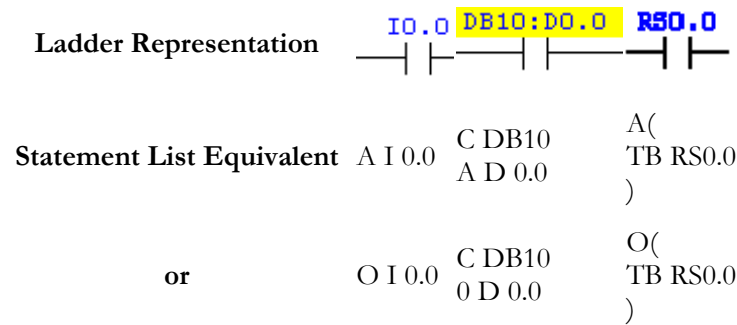 Ladder Representation I0.0 DB10:D0.0 RS0.0
Statement List Equivalent A I 0.0 C DB10
A D 0.0 A(
TB RS0.0
)
or O I 0.0 C DB10
0 D 0.0 O(
TB RS0.0
)